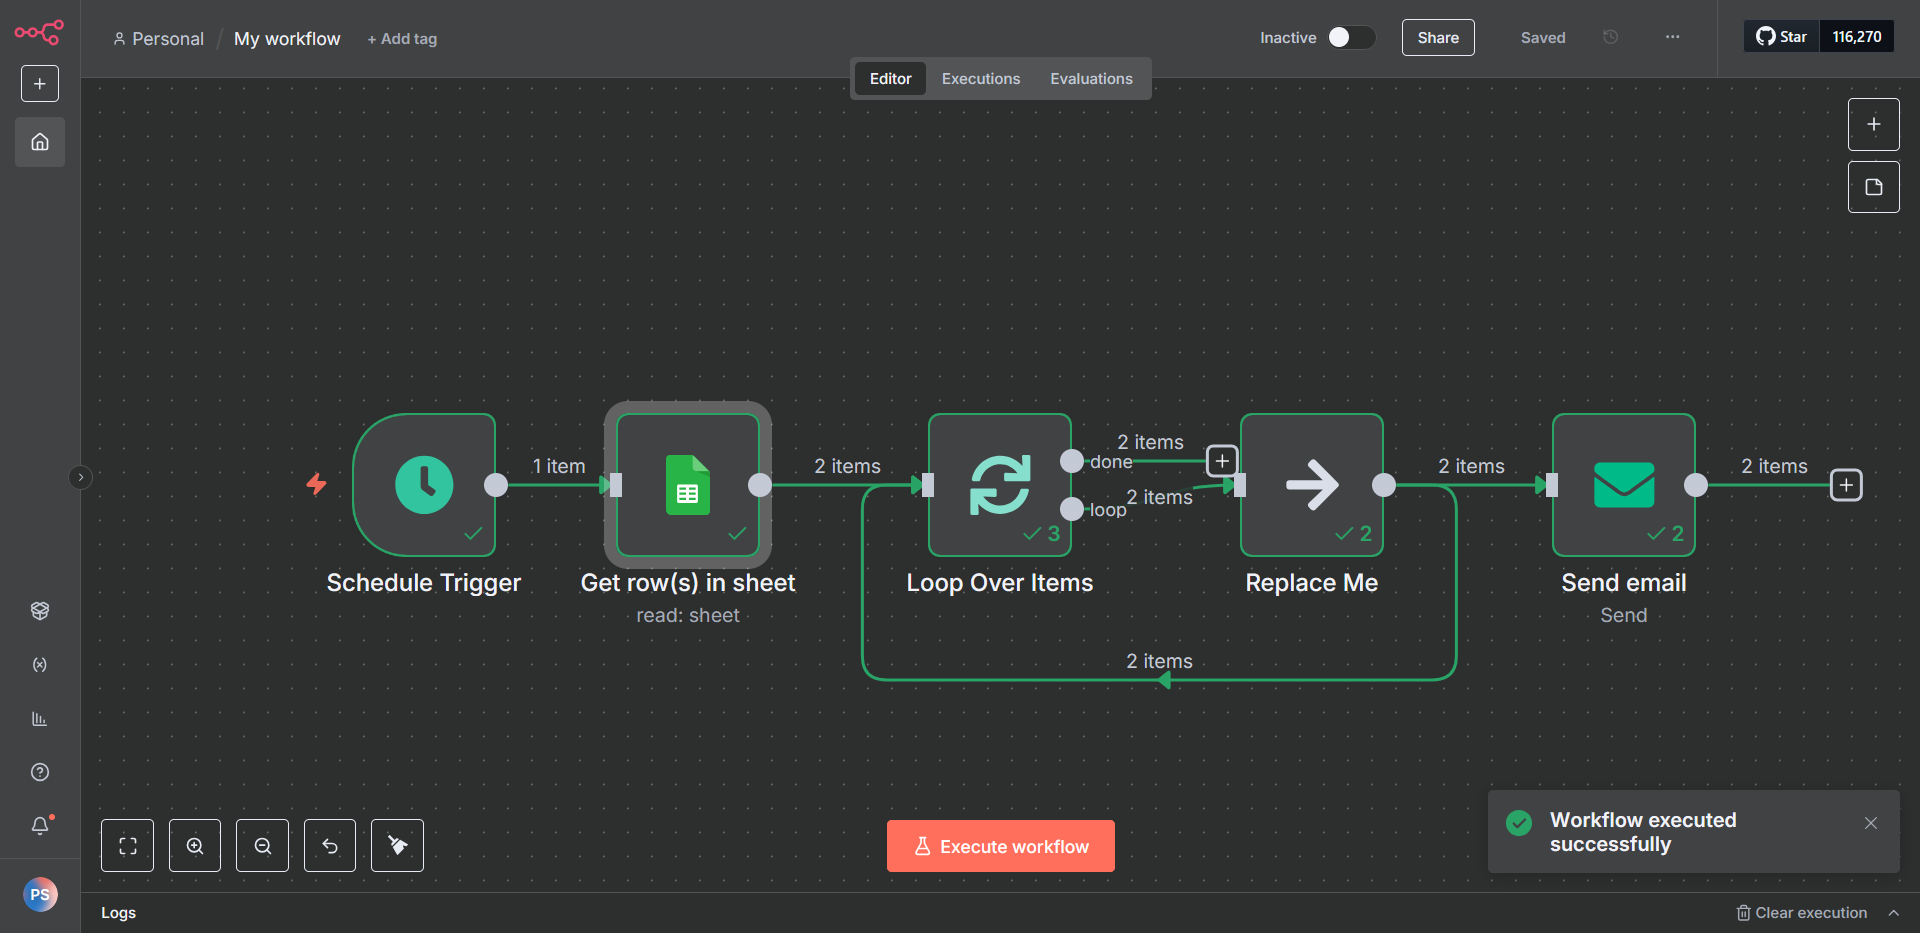 Personal / My workflow + Add tag
Inactive
Share
Saved
Star 116,270
Editor Executions Evaluations
1 item
2 items
2 items
done
2 items
loop
2 items
2 items
3
2
2
Schedule Trigger
Get row(s) in sheet
read: sheet
Loop Over Items
Replace Me
Send email
Send
2 items
Execute workflow
Workflow executed
successfully
PS
Logs
Clear execution